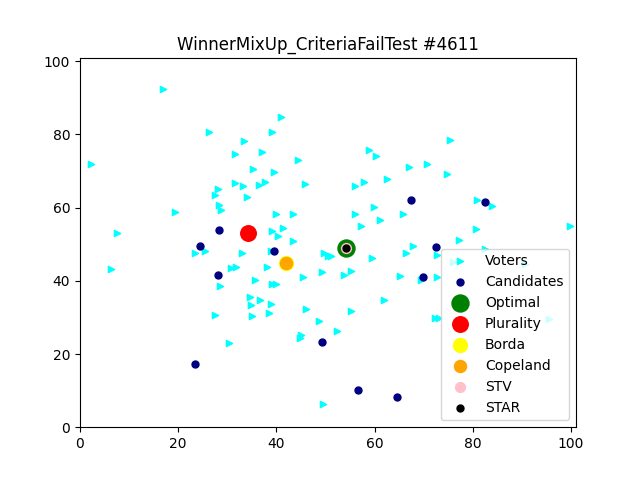 WinnerMixUp_CriteriaFailTest #4611
100
80
60
40
20
0
0 20 40 60 80 100
Voters
Candidates
Optimal
Plurality
Borda
Copeland
STV
STAR